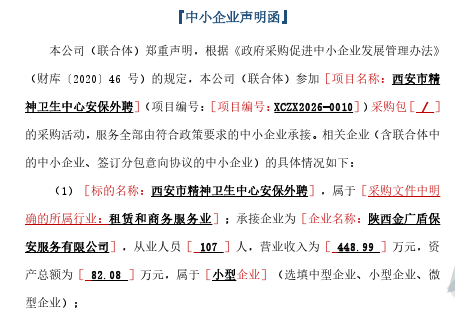 『中小企业声明函』
本公司（联合体）郑重声明，根据《政府采购促进中小企业发展管理办法》
（财库〔2020〕46 号）的规定，本公司（联合体）参加［项目名称：西安市精
神卫生中心安保外聘］（项目编号：［项目编号：XCZX2026-0010］）采购包［ / ］
的采购活动，服务全部由符合政策要求的中小企业承接。相关企业（含联合体中
的中小企业、签订分包意向协议的中小企业）的具体情况如下：
（1）［标的名称：西安市精神卫生中心安保外聘］，属于［采购文件中明
确的所属行业：租赁和商务服务业］；承接企业为［企业名称：陕西金广盾保
安服务有限公司］，从业人员［ 107 ］人，营业收入为［ 448.99 ］万元，资
产总额为［ 82.08 ］万元，属于［小型企业］（选填中型企业、小型企业、微
型企业）；